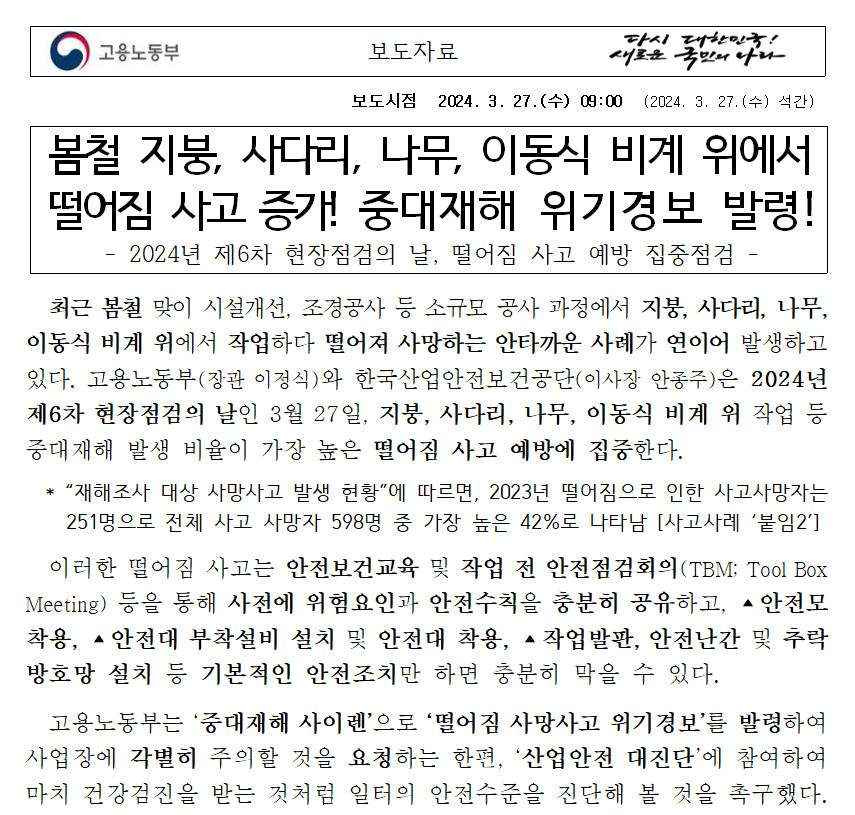 고용노동부
보도자료
다시 대한민국!
새로운 국민의 나라
보도시점 2024. 3. 27.(수) 09:00 (2024. 3. 27.(수) 석간)
봄철 지붕, 사다리, 나무, 이동식 비계 위에서
떨어짐 사고 증가! 중대재해 위기경보 발령!
- 2024년 제6차 현장점검의 날, 떨어짐 사고 예방 집중점검 -
최근 봄철 맞이 시설개선, 조경공사 등 소규모 공사 과정에서 지붕, 사다리, 나무,
이동식 비계 위에서 작업하다 떨어져 사망하는 안타까운 사례가 연이어 발생하고
있다. 고용노동부(장관 이정식)와 한국산업안전보건공단(이사장 안종주)은 2024년
제6차 현장점검의 날인 3월 27일, 지붕, 사다리, 나무, 이동식 비계 위 작업 등
중대재해 발생 비율이 가장 높은 떨어짐 사고 예방에 집중한다.
* “재해조사 대상 사망사고 발생 현황”에 따르면, 2023년 떨어짐으로 인한 사고사망자는
251명으로 전체 사고 사망자 598명 중 가장 높은 42%로 나타남 [사고사례 ‘붙임2’]
이러한 떨어짐 사고는 안전보건교육 및 작업 전 안전점검회의(TBM; Tool Box
Meeting) 등을 통해 사전에 위험요인과 안전수칙을 충분히 공유하고, ▲안전모
착용, ▲안전대 부착설비 설치 및 안전대 착용, ▲작업발판, 안전난간 및 추락
방호망 설치 등 기본적인 안전조치만 하면 충분히 막을 수 있다.
고용노동부는 ‘중대재해 사이렌’으로 ‘떨어짐 사망사고 위기경보’를 발령하여
사업장에 각별히 주의할 것을 요청하는 한편, ‘산업안전 대진단’에 참여하여
마치 건강검진을 받는 것처럼 일터의 안전수준을 진단해 볼 것을 촉구했다.